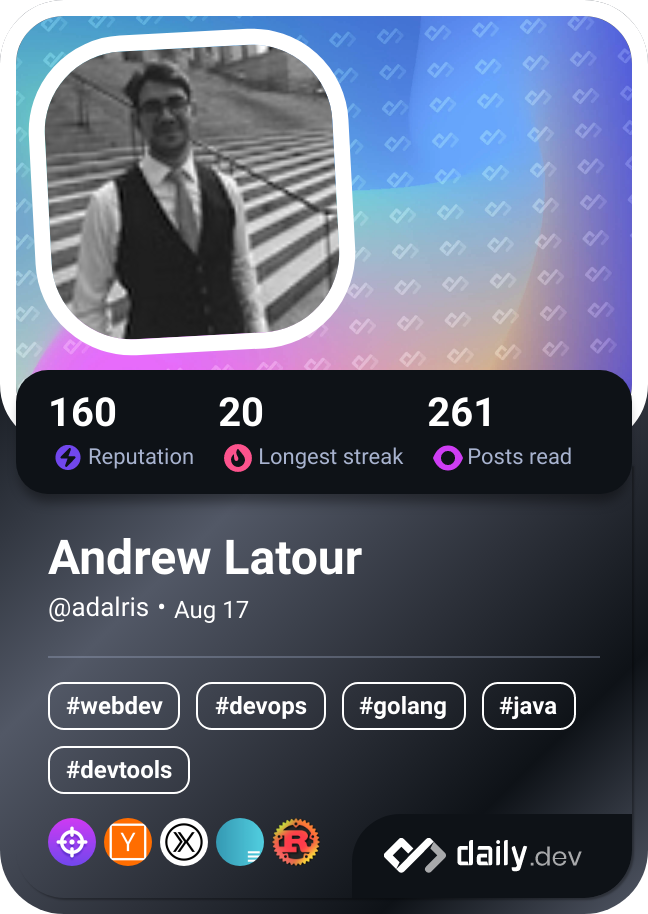 160 20 261
Reputation Longest streak Posts read
Andrew Latour
@adalris • Aug 17
#webdev #devops #golang #java
#devtools
Y X R
daily.dev